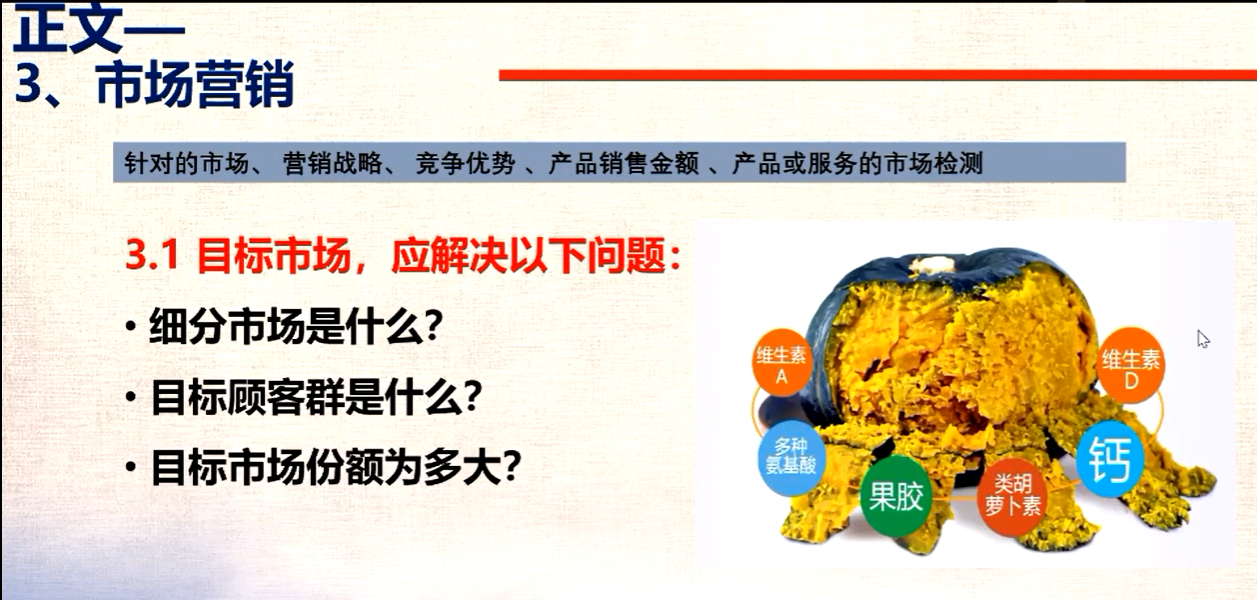 正文—
3、市场营销
针对的市场、 营销战略、 竞争优势 、产品销售金额 、产品或服务的市场检测
3.1 目标市场，应解决以下问题：
• 细分市场是什么？
• 目标顾客群是什么？
• 目标市场份额为多大？
维生素
A
多种
氨基酸
果胶
类胡
萝卜素
钙
维生素
D